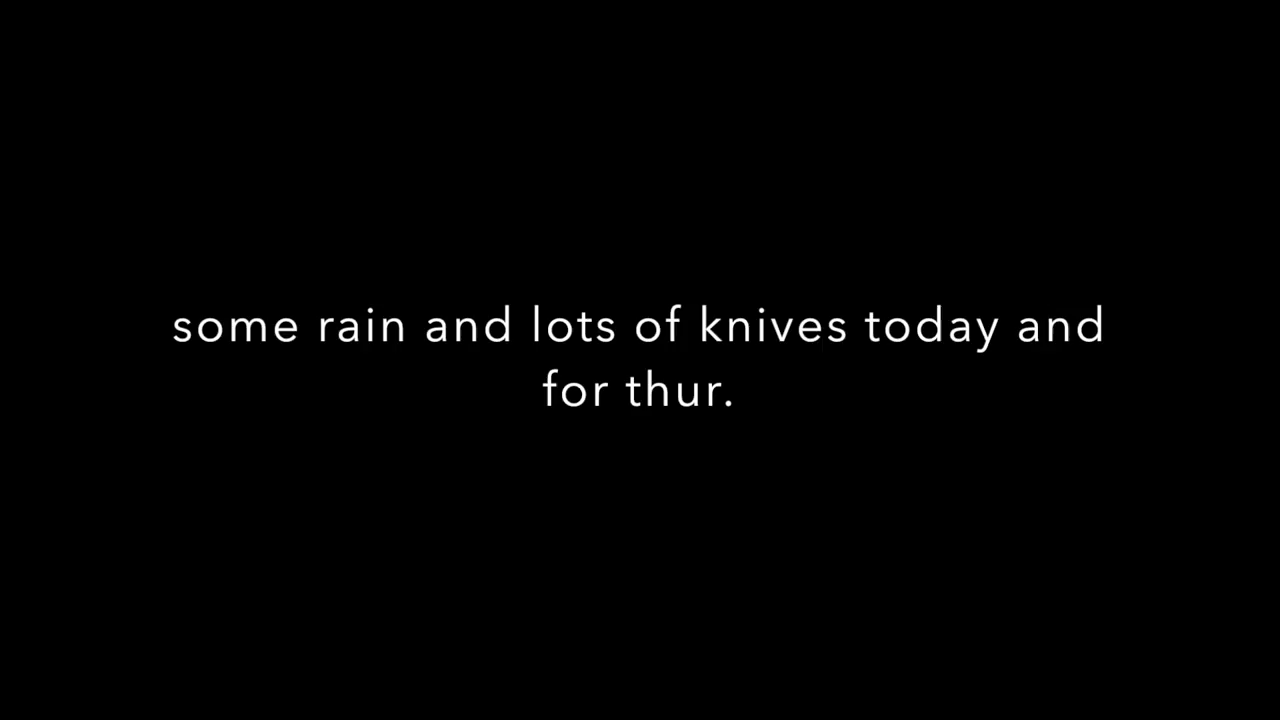 some rain and lots of knives today and
for thur.